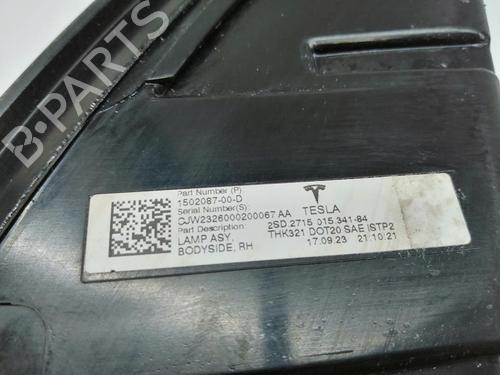 B-PARTS
Part Number (P)
1502087-00-D
Serial Number(S):
CJW2326000200067 AA
Part Description:
LAMP ASY,
BODYSIDE, RH
TESLA
2SD.2715 015.341-84
THK321 DOT20 SAE ISTP2
17.09.23 21:10:21